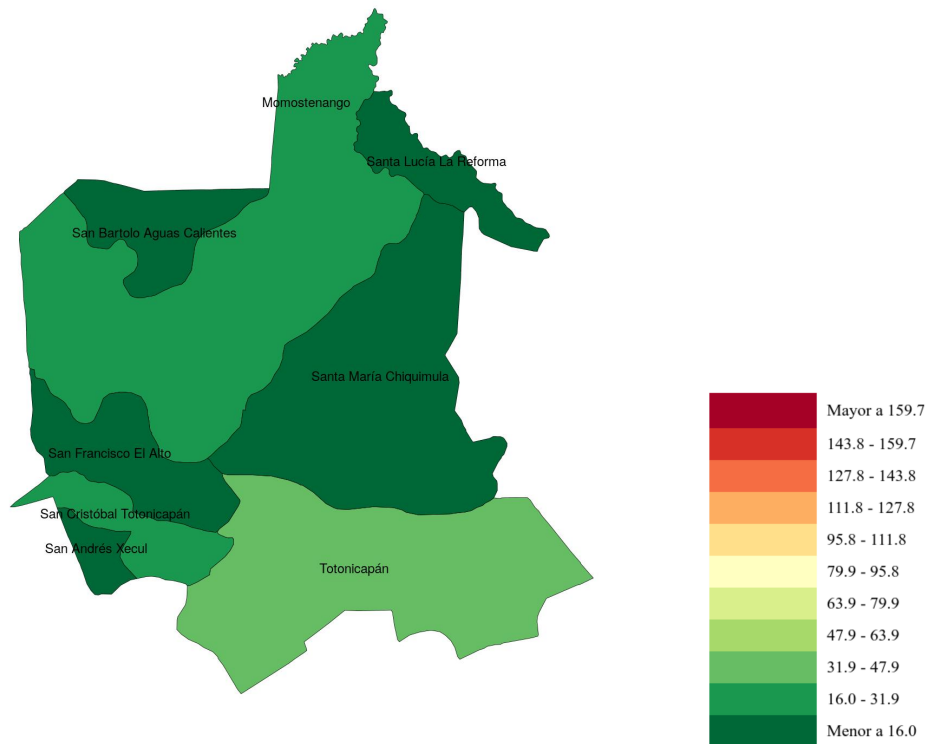 Momostenango
Santa Lucía La Reforma
San Bartolo Aguas Calientes
Santa María Chiquimula
San Francisco El Alto
San Cristóbal Totonicapán
San Andrés Xecul
Totonicapán
Mayor a 159.7
143.8 - 159.7
127.8 - 143.8
111.8 - 127.8
95.8 - 111.8
79.9 - 95.8
63.9 - 79.9
47.9 - 63.9
31.9 - 47.9
16.0 - 31.9
Menor a 16.0